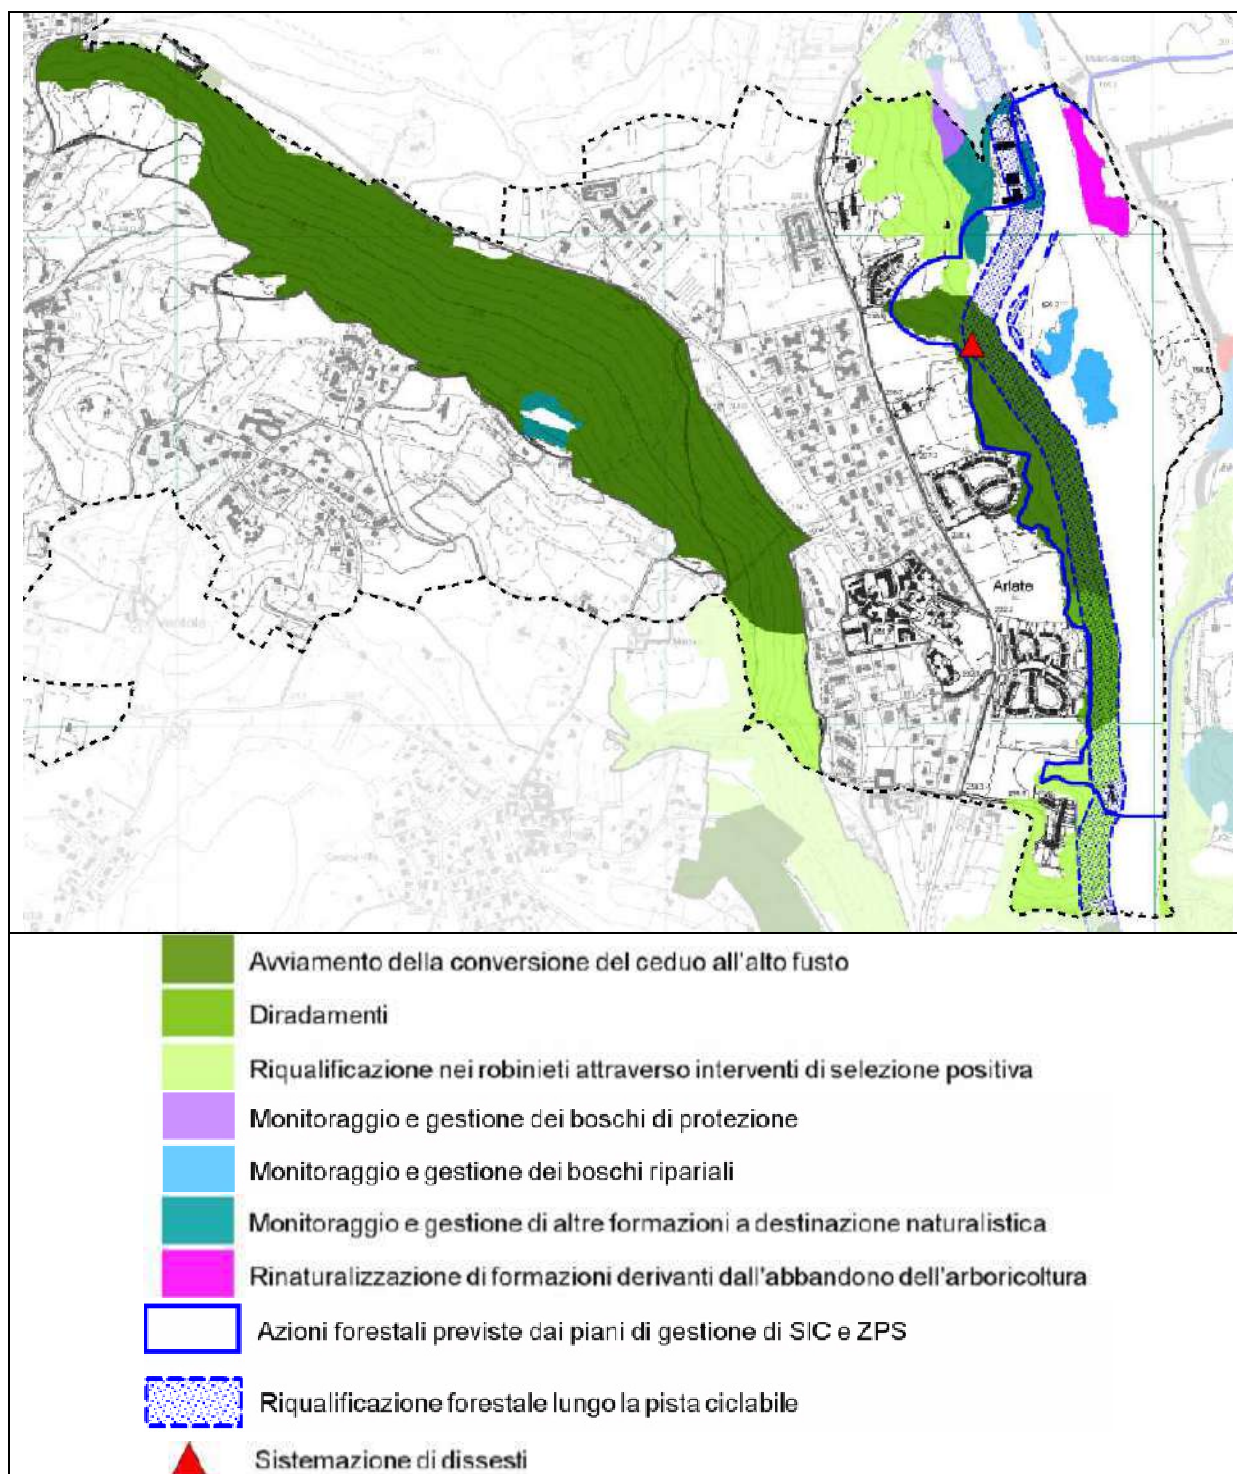 Arlate
Avviamento della conversione del ceduo all'alto fusto
Diradamenti
Riqualificazione nei robinieti attraverso interventi di selezione positiva
Monitoraggio e gestione dei boschi di protezione
Monitoraggio e gestione dei boschi ripariali
Monitoraggio e gestione di altre formazioni a destinazione naturalistica
Rinaturalizzazione di formazioni derivanti dall'abbandono dell'arboricoltura
Azioni forestali previste dai piani di gestione di SIC e ZPS
Riqualificazione forestale lungo la pista ciclabile
Sistemazione di dissesti